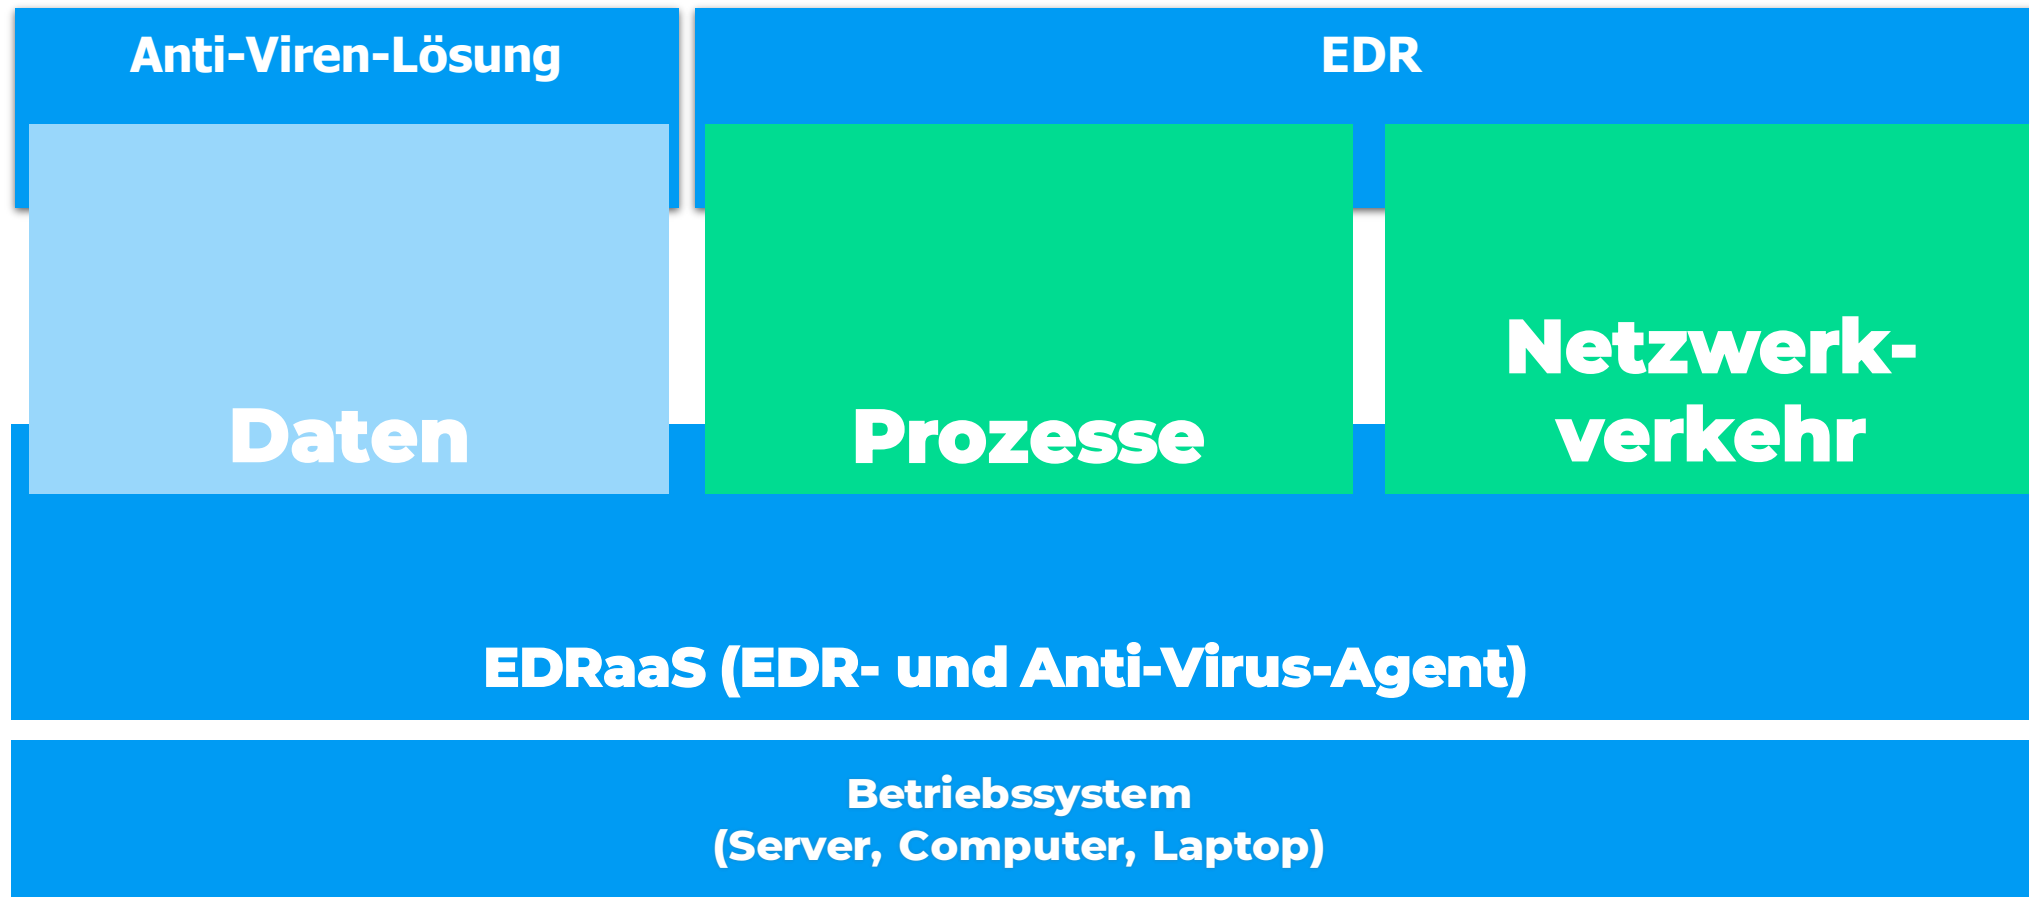 Anti-Viren-Lösung
EDR
Daten
Prozesse
Netzwerk-
verkehr
EDRaaS (EDR- und Anti-Virus-Agent)
Betriebssystem
(Server, Computer, Laptop)